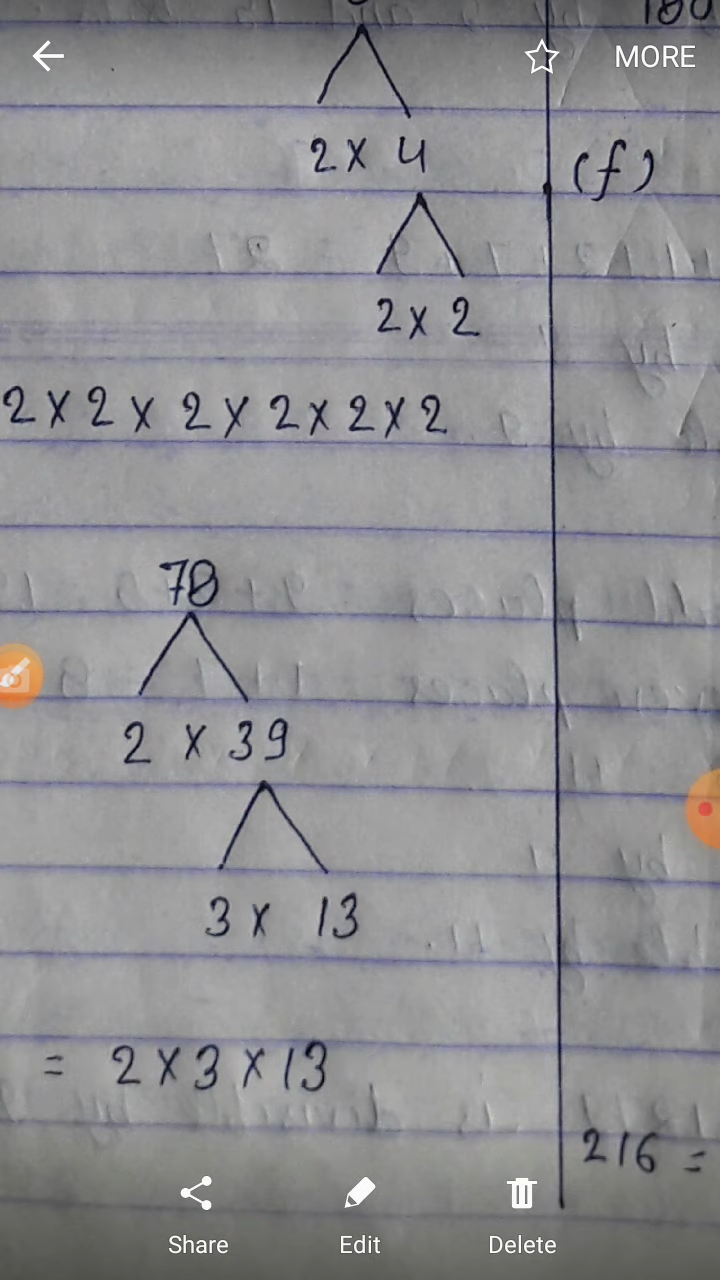 MORE
180
2 x 4
(f)
2 x 2
2 x 2 x 2 x 2 x 2 x 2
78
2 x 39
3 x 13
= 2 x 3 x 13
216 =
Share
Edit
Delete